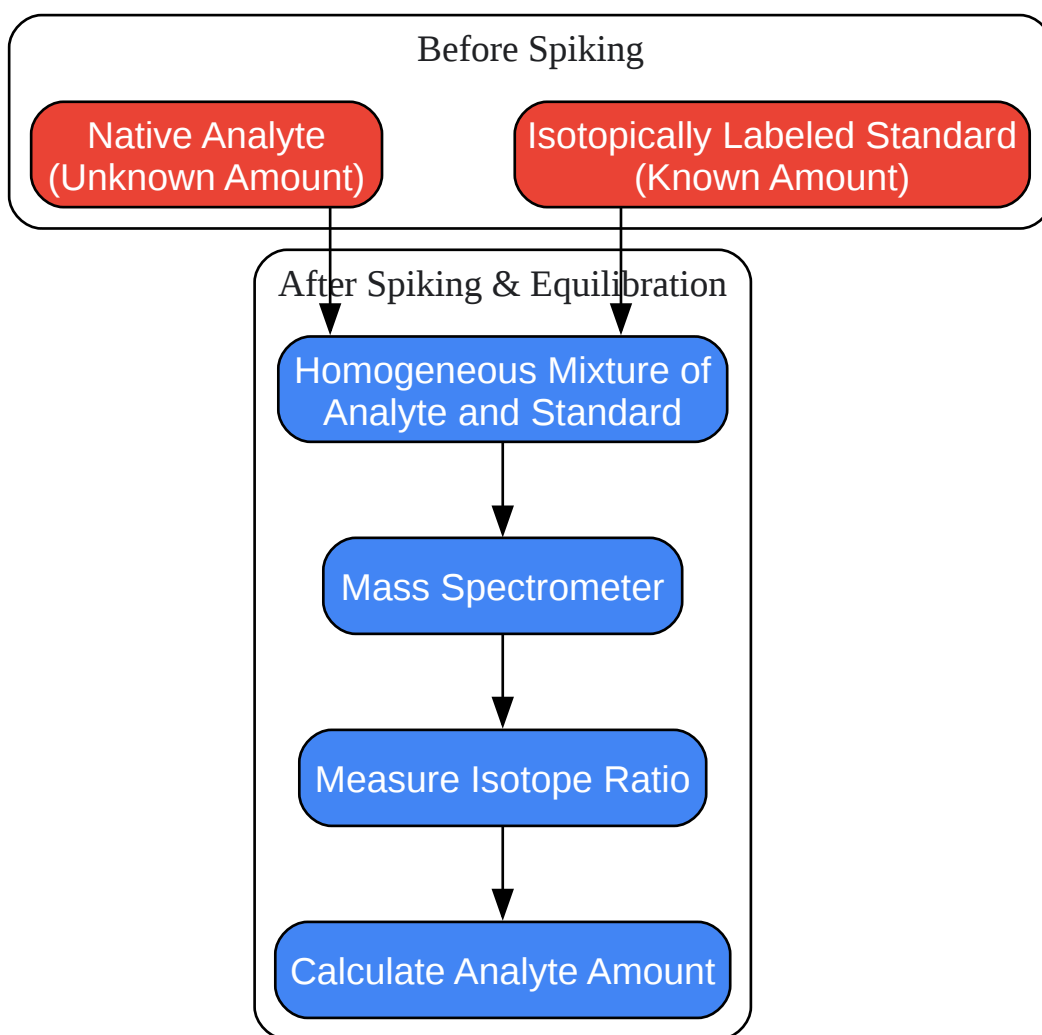 Before Spiking
Native Analyte
(Unknown Amount)
Isotopically Labeled Standard
(Known Amount)
After Spiking & Equilibration
Homogeneous Mixture of
Analyte and Standard
Mass Spectrometer
Measure Isotope Ratio
Calculate Analyte Amount